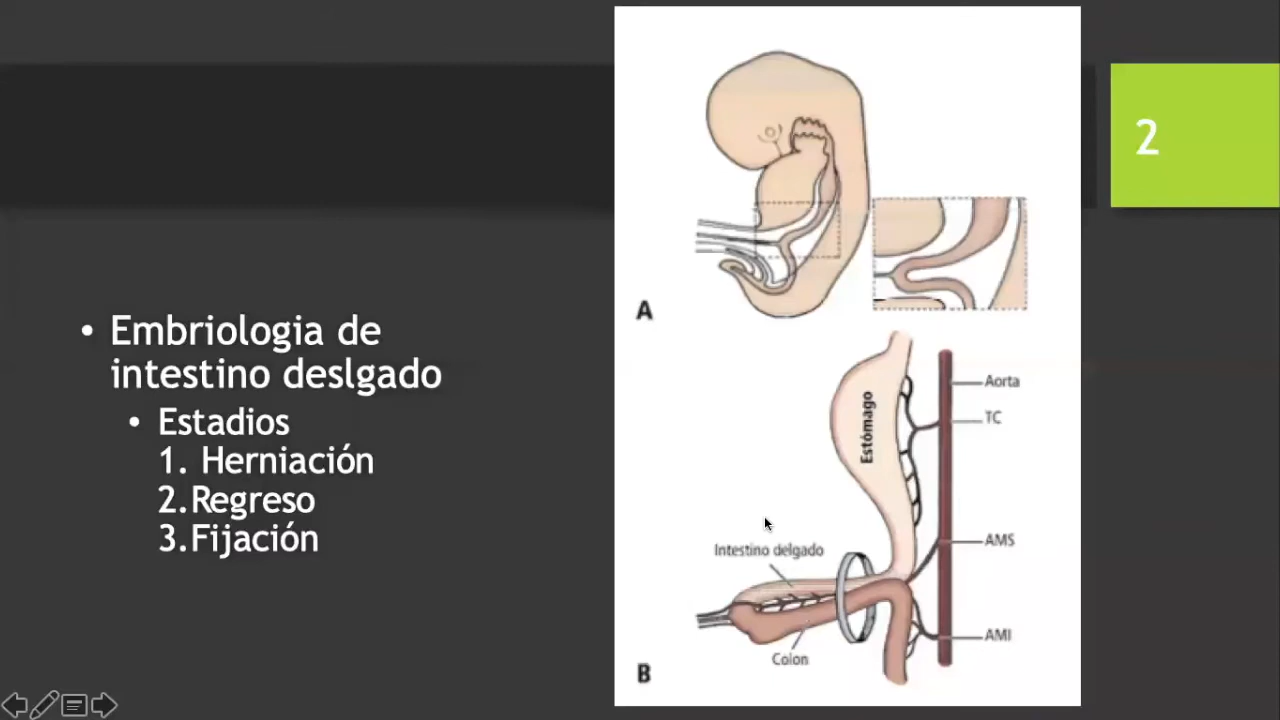 2
• Embriologia de
intestino deslgado
• Estadios
1. Herniación
2.Regreso
3.Fijación
A
Estómago
Aorta
TC
AMS
Intestino delgado
AMI
Colon
B